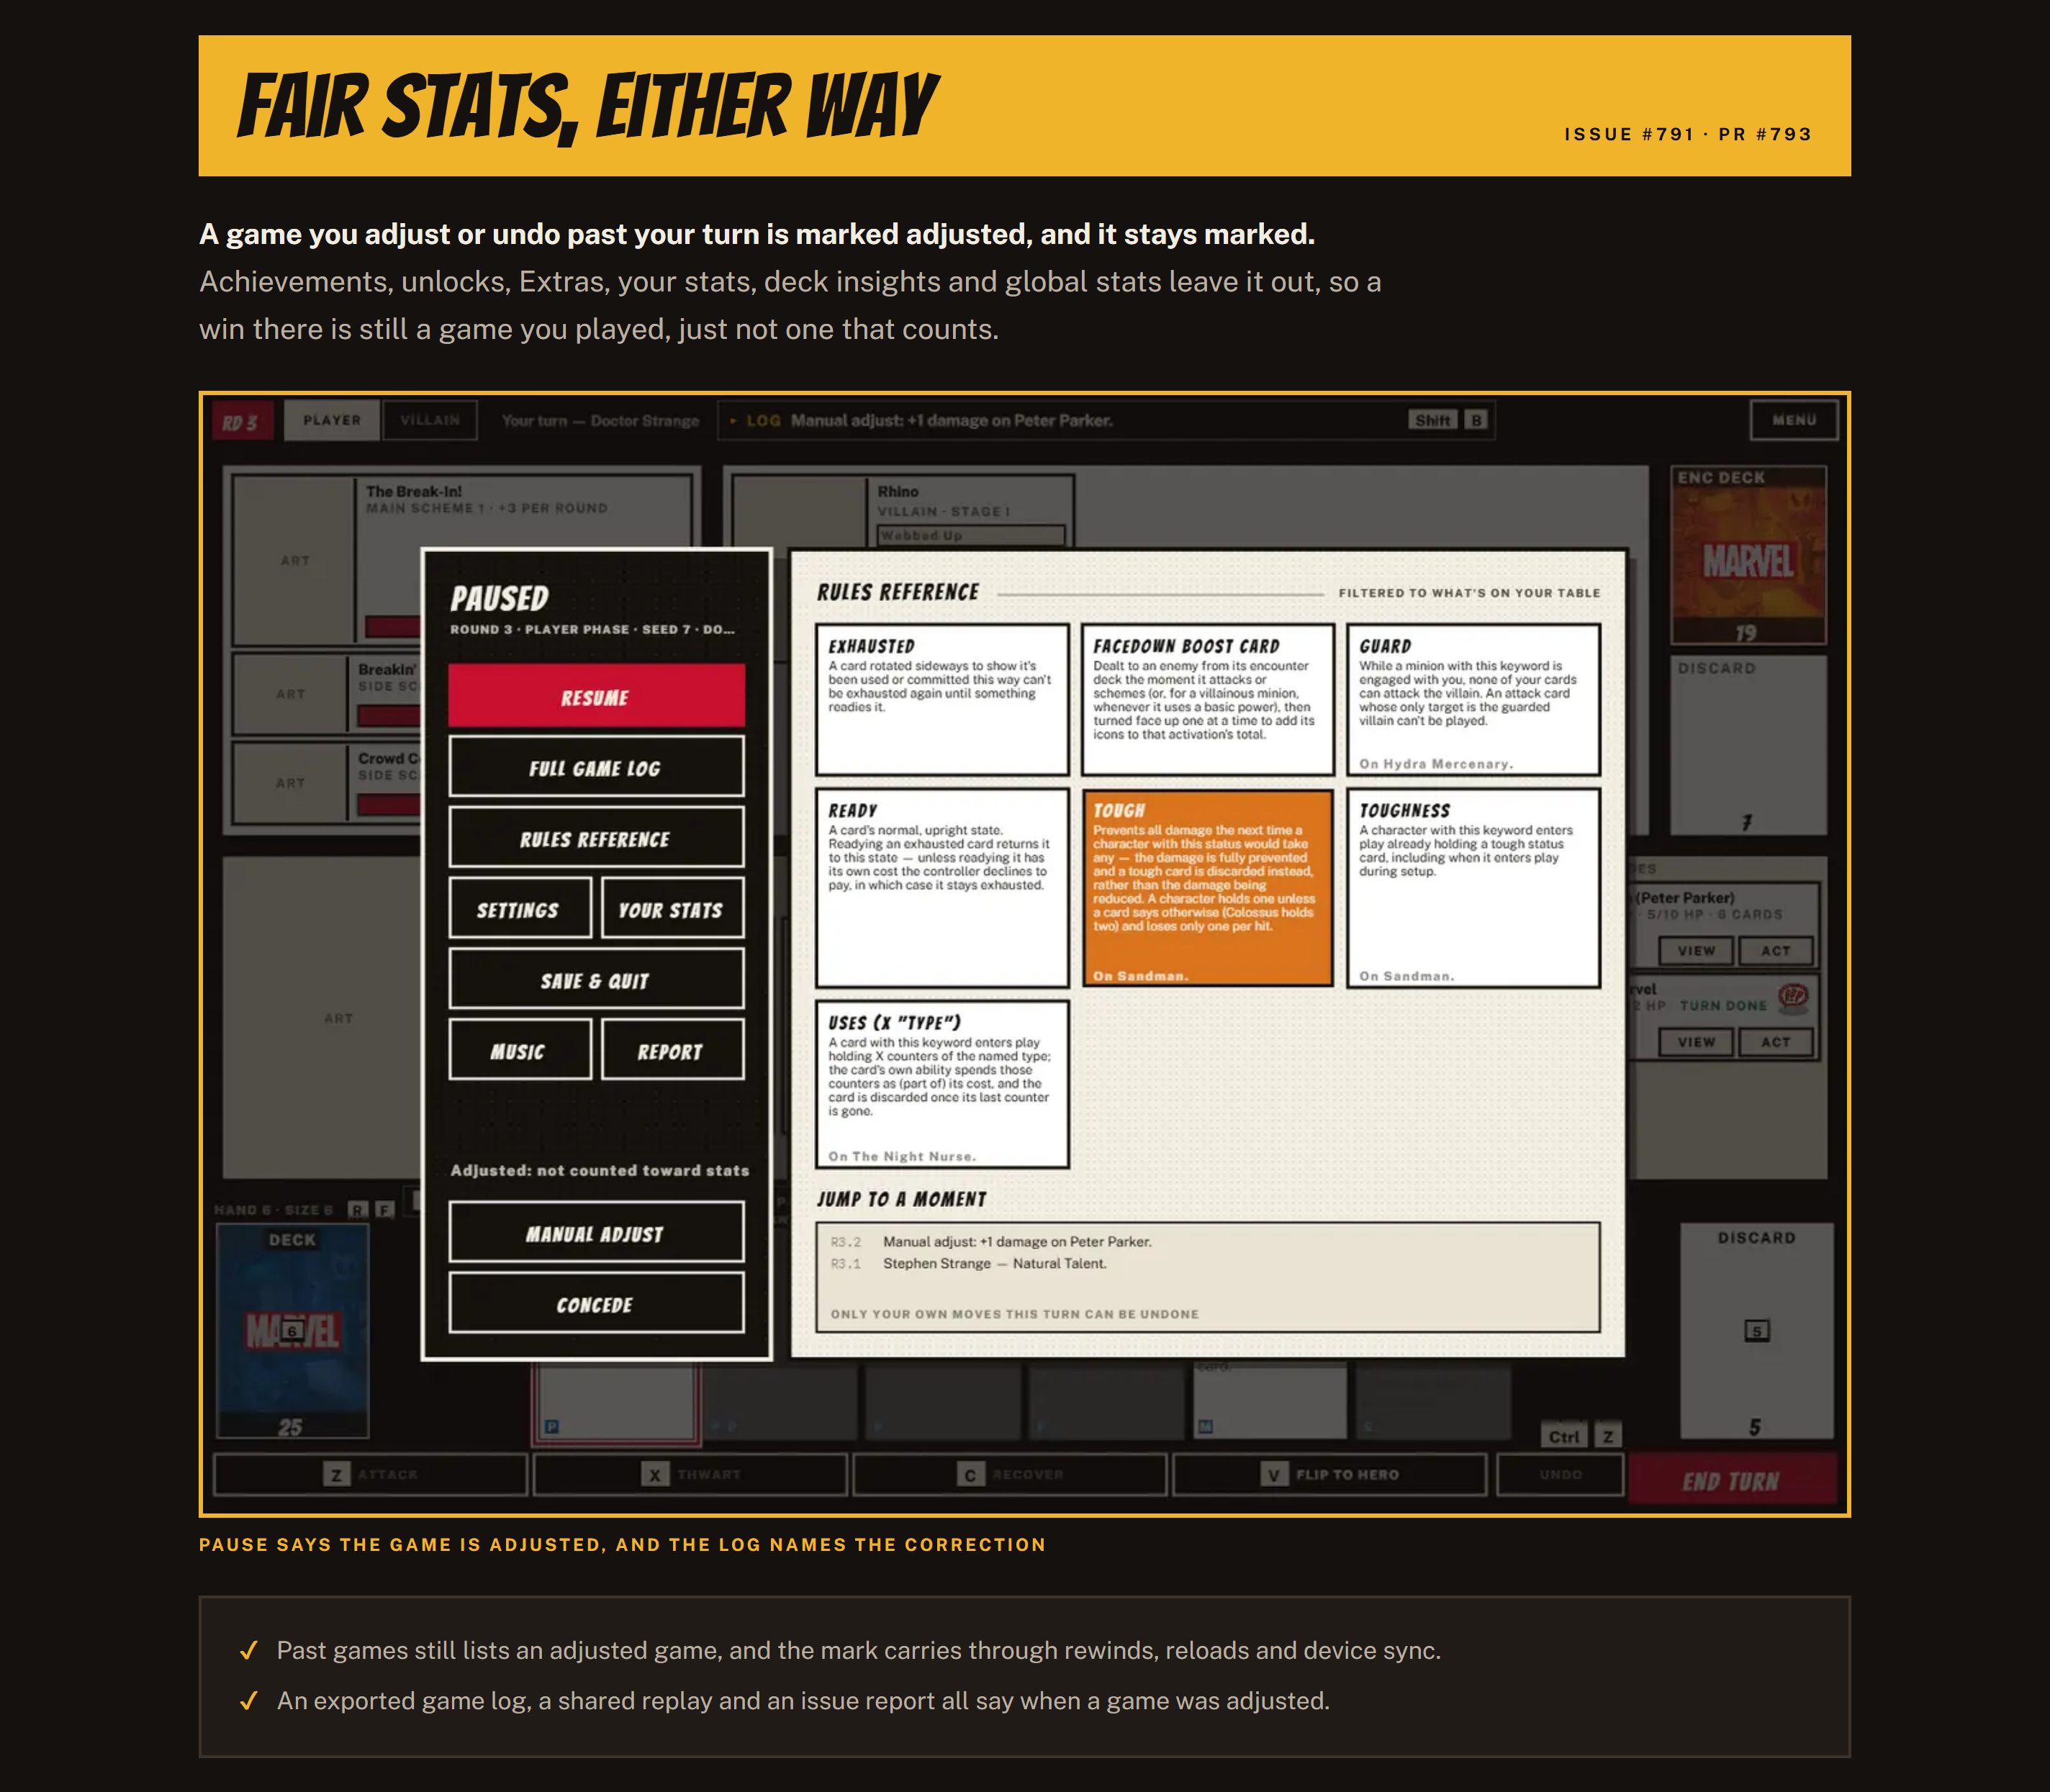 FAIR STATS, EITHER WAY
ISSUE #791 · PR #793
A game you adjust or undo past your turn is marked adjusted, and it stays marked.
Achievements, unlocks, Extras, your stats, deck insights and global stats leave it out, so a
win there is still a game you played, just not one that counts.
RD 3
PLAYER
VILLAIN
Your turn — Doctor Strange
▸ LOG Manual adjust: +1 damage on Peter Parker.
Shift B
MENU
The Break-In!
MAIN SCHEME 1 · +3 PER ROUND
ART
Rhino
VILLAIN · STAGE I
Webbed Up
ENC DECK
MARVEL
19
Breakin'
SIDE SC
ART
DISCARD
7
Crowd C
SIDE SC
ART
PAUSED
ROUND 3 · PLAYER PHASE · SEED 7 · DO...
RESUME
FULL GAME LOG
RULES REFERENCE
SETTINGS
YOUR STATS
SAVE & QUIT
MUSIC
REPORT
Adjusted: not counted toward stats
MANUAL ADJUST
CONCEDE
RULES REFERENCE
FILTERED TO WHAT'S ON YOUR TABLE
EXHAUSTED
A card rotated sideways to show it's
been used or committed this way can't
be exhausted again until something
readies it.
FACEDOWN BOOST CARD
Dealt to an enemy from its encounter
deck the moment it attacks or
schemes (or, for a villainous minion,
whenever it uses a basic power), then
turned face up one at a time to add its
icons to that activation's total.
GUARD
While a minion with this keyword is
engaged with you, none of your cards
can attack the villain. An attack card
whose only target is the guarded
villain can't be played.
On Hydra Mercenary.
READY
A card's normal, upright state.
Readying an exhausted card returns it
to this state — unless readying it has
its own cost the controller declines to
pay, in which case it stays exhausted.
TOUGH
Prevents all damage the next time a
character with this status would take
any — the damage is fully prevented
and a tough card is discarded instead,
rather than the damage being
reduced. A character holds one unless
a card says otherwise (Colossus holds
two) and loses only one per hit.
On Sandman.
TOUGHNESS
A character with this keyword enters
play already holding a tough status
card, including when it enters play
during setup.
On Sandman.
USES (X "TYPE")
A card with this keyword enters play
holding X counters of the named type;
the card's own ability spends those
counters as (part of) its cost, and the
card is discarded once its last counter
is gone.
On The Night Nurse.
JUMP TO A MOMENT
R3.2 Manual adjust: +1 damage on Peter Parker.
R3.1 Stephen Strange — Natural Talent.
ONLY YOUR OWN MOVES THIS TURN CAN BE UNDONE
(Peter Parker)
· 5/10 HP · 6 CARDS
VIEW
ACT
HP TURN DONE
VIEW
ACT
ART
HAND 6 · SIZE 6 R F
DECK
MARVEL
6
25
P
M
card.
DISCARD
5
5
Ctrl Z
Z ATTACK
X THWART
C RECOVER
V FLIP TO HERO
UNDO
END TURN
PAUSE SAYS THE GAME IS ADJUSTED, AND THE LOG NAMES THE CORRECTION
✓ Past games still lists an adjusted game, and the mark carries through rewinds, reloads and device sync.
✓ An exported game log, a shared replay and an issue report all say when a game was adjusted.